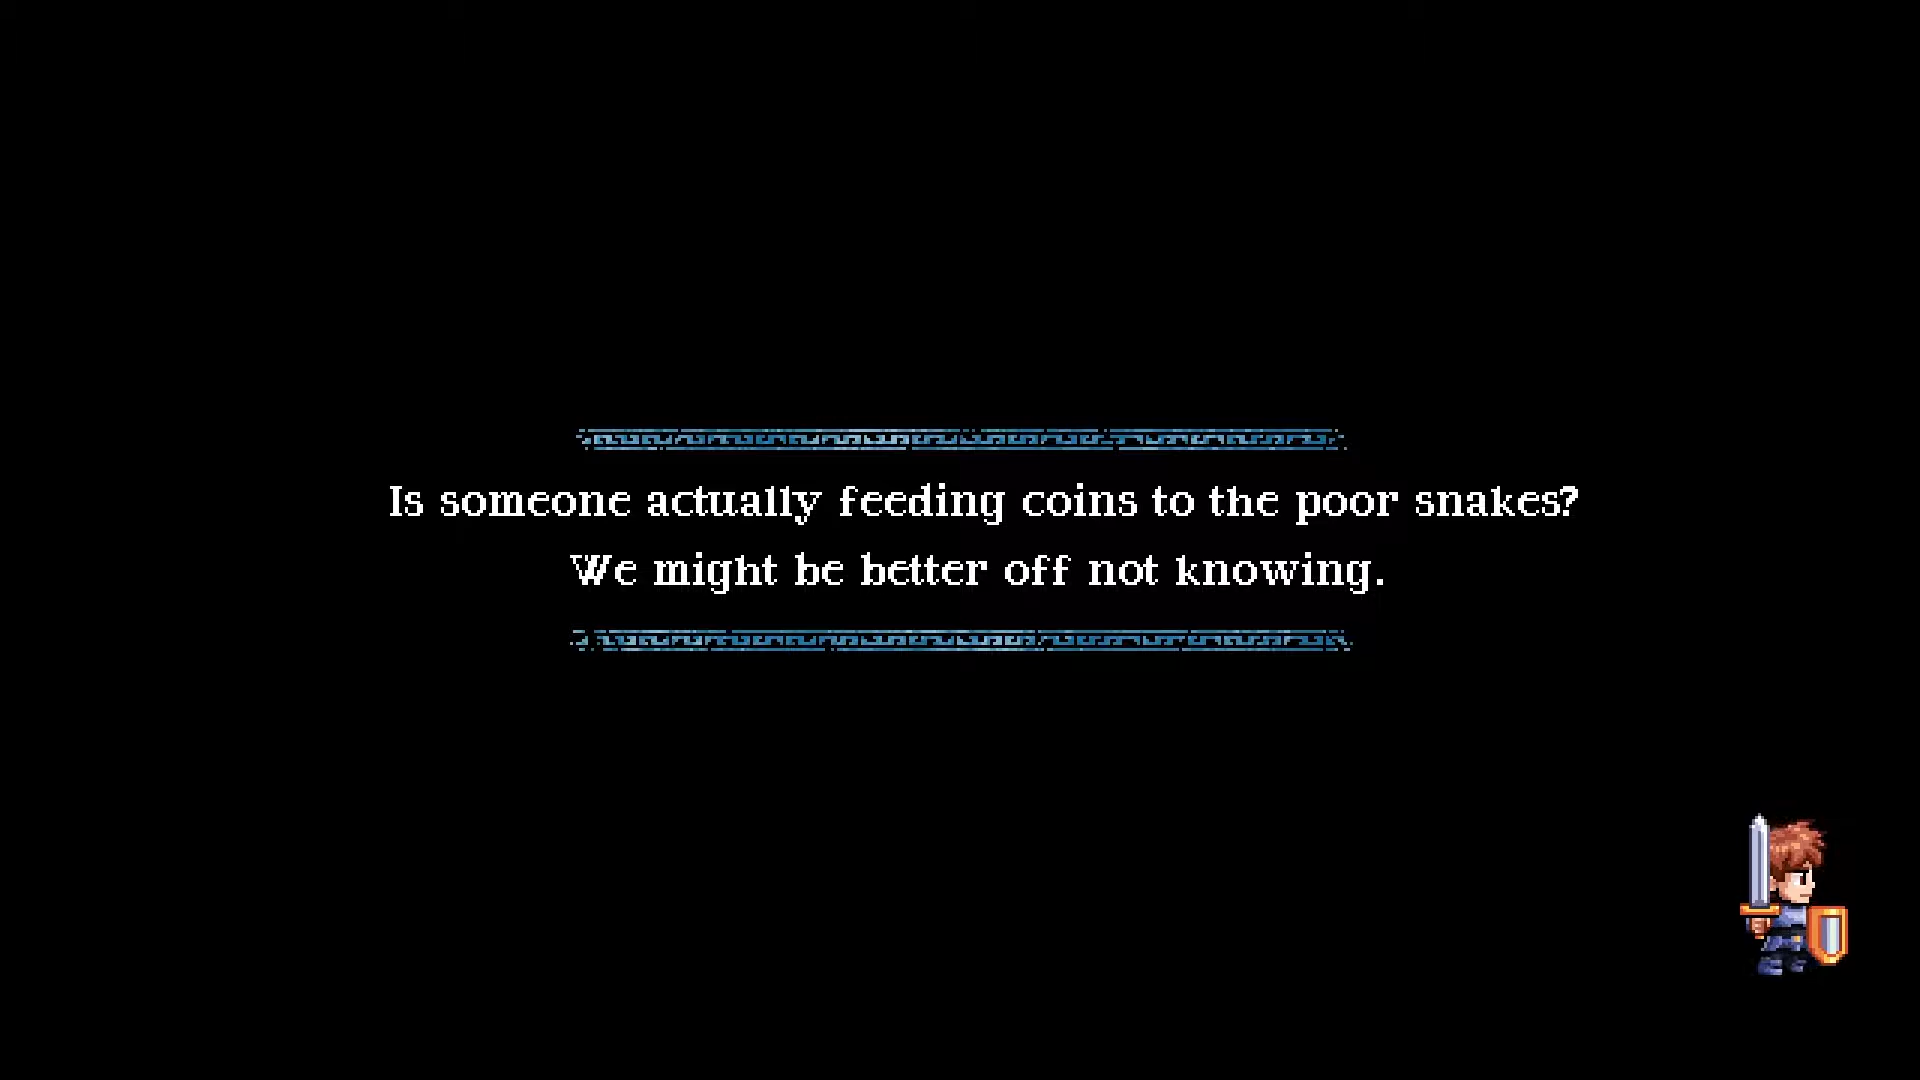 Is someone actually feeding coins to the poor snakes?
We might be better off not knowing.